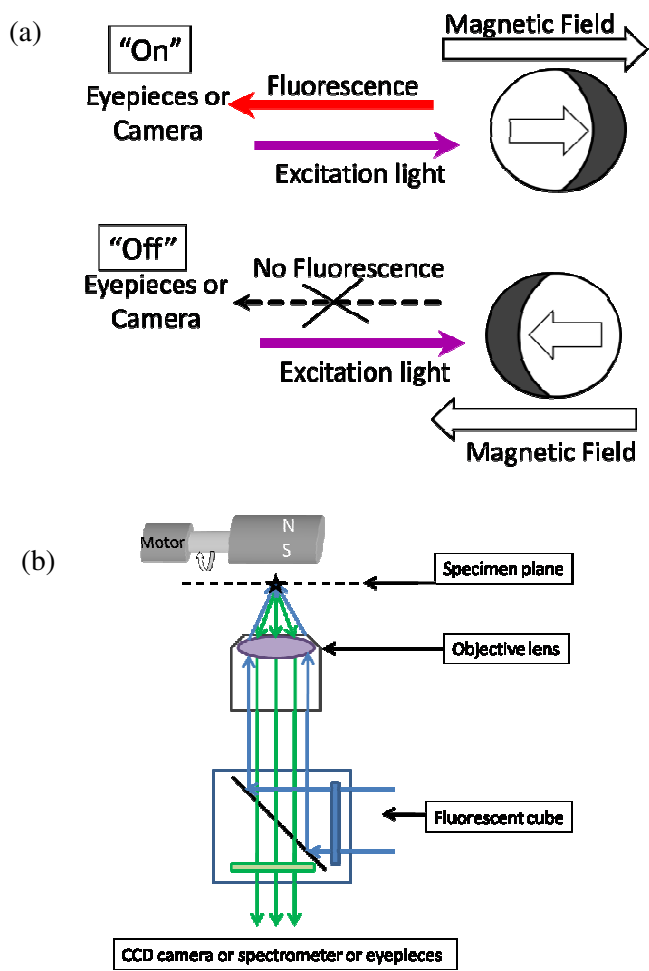 (a)
"On"
Eyepieces or
Camera
Fluorescence
Excitation light
Magnetic Field
"Off"
Eyepieces or
Camera
No Fluorescence
Excitation light
Magnetic Field
(b)
Motor
N
S
Specimen plane
Objective lens
Fluorescent cube
CCD camera or spectrometer or eyepieces